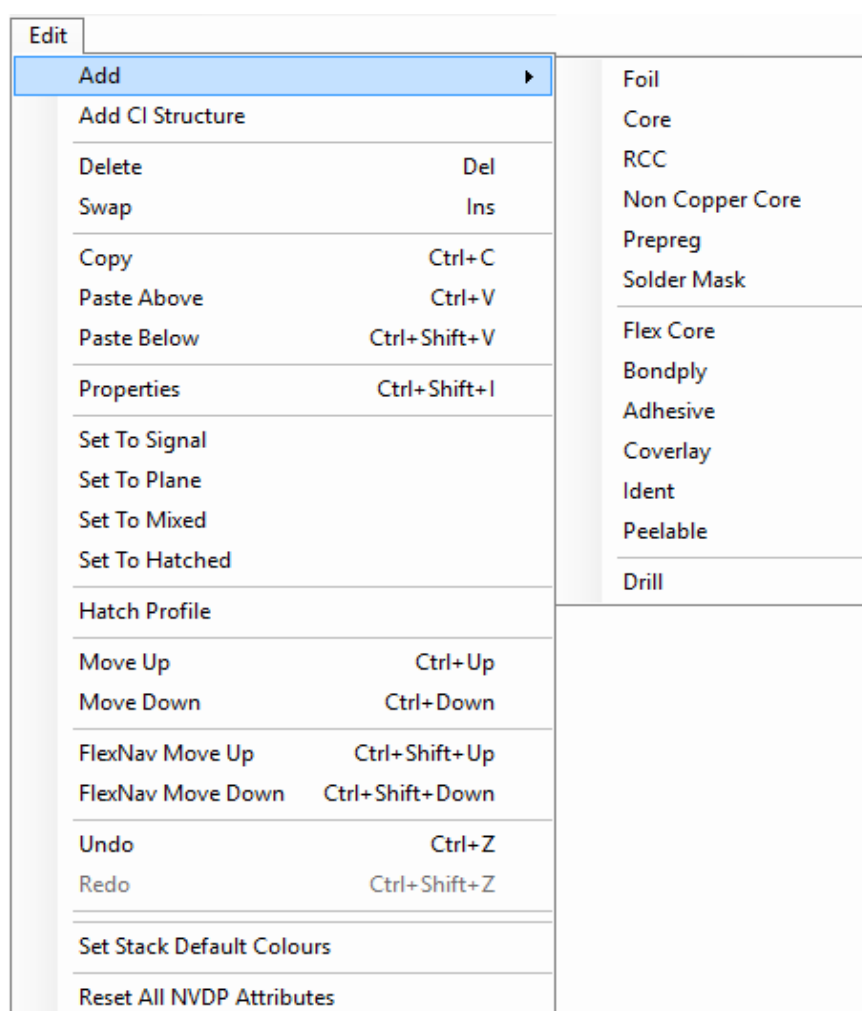 Edit
Add
Add CI Structure
Delete Del
Swap Ins
Copy Ctrl+C
Paste Above Ctrl+V
Paste Below Ctrl+Shift+V
Properties Ctrl+Shift+I
Set To Signal
Set To Plane
Set To Mixed
Set To Hatched
Hatch Profile
Move Up Ctrl+Up
Move Down Ctrl+Down
FlexNav Move Up Ctrl+Shift+Up
FlexNav Move Down Ctrl+Shift+Down
Undo Ctrl+Z
Redo Ctrl+Shift+Z
Set Stack Default Colours
Reset All NVDP Attributes
Foil
Core
RCC
Non Copper Core
Prepreg
Solder Mask
Flex Core
Bondply
Adhesive
Coverlay
Ident
Peelable
Drill